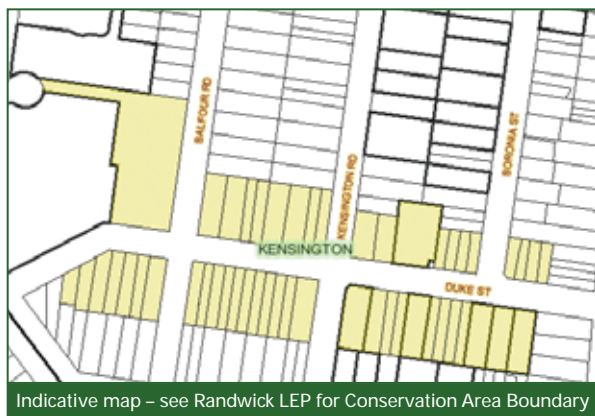 BALFOUR RD
KENSINGTON RD
BORONIA ST
KENSINGTON
DUKE ST
Indicative map – see Randwick LEP for Conservation Area Boundary